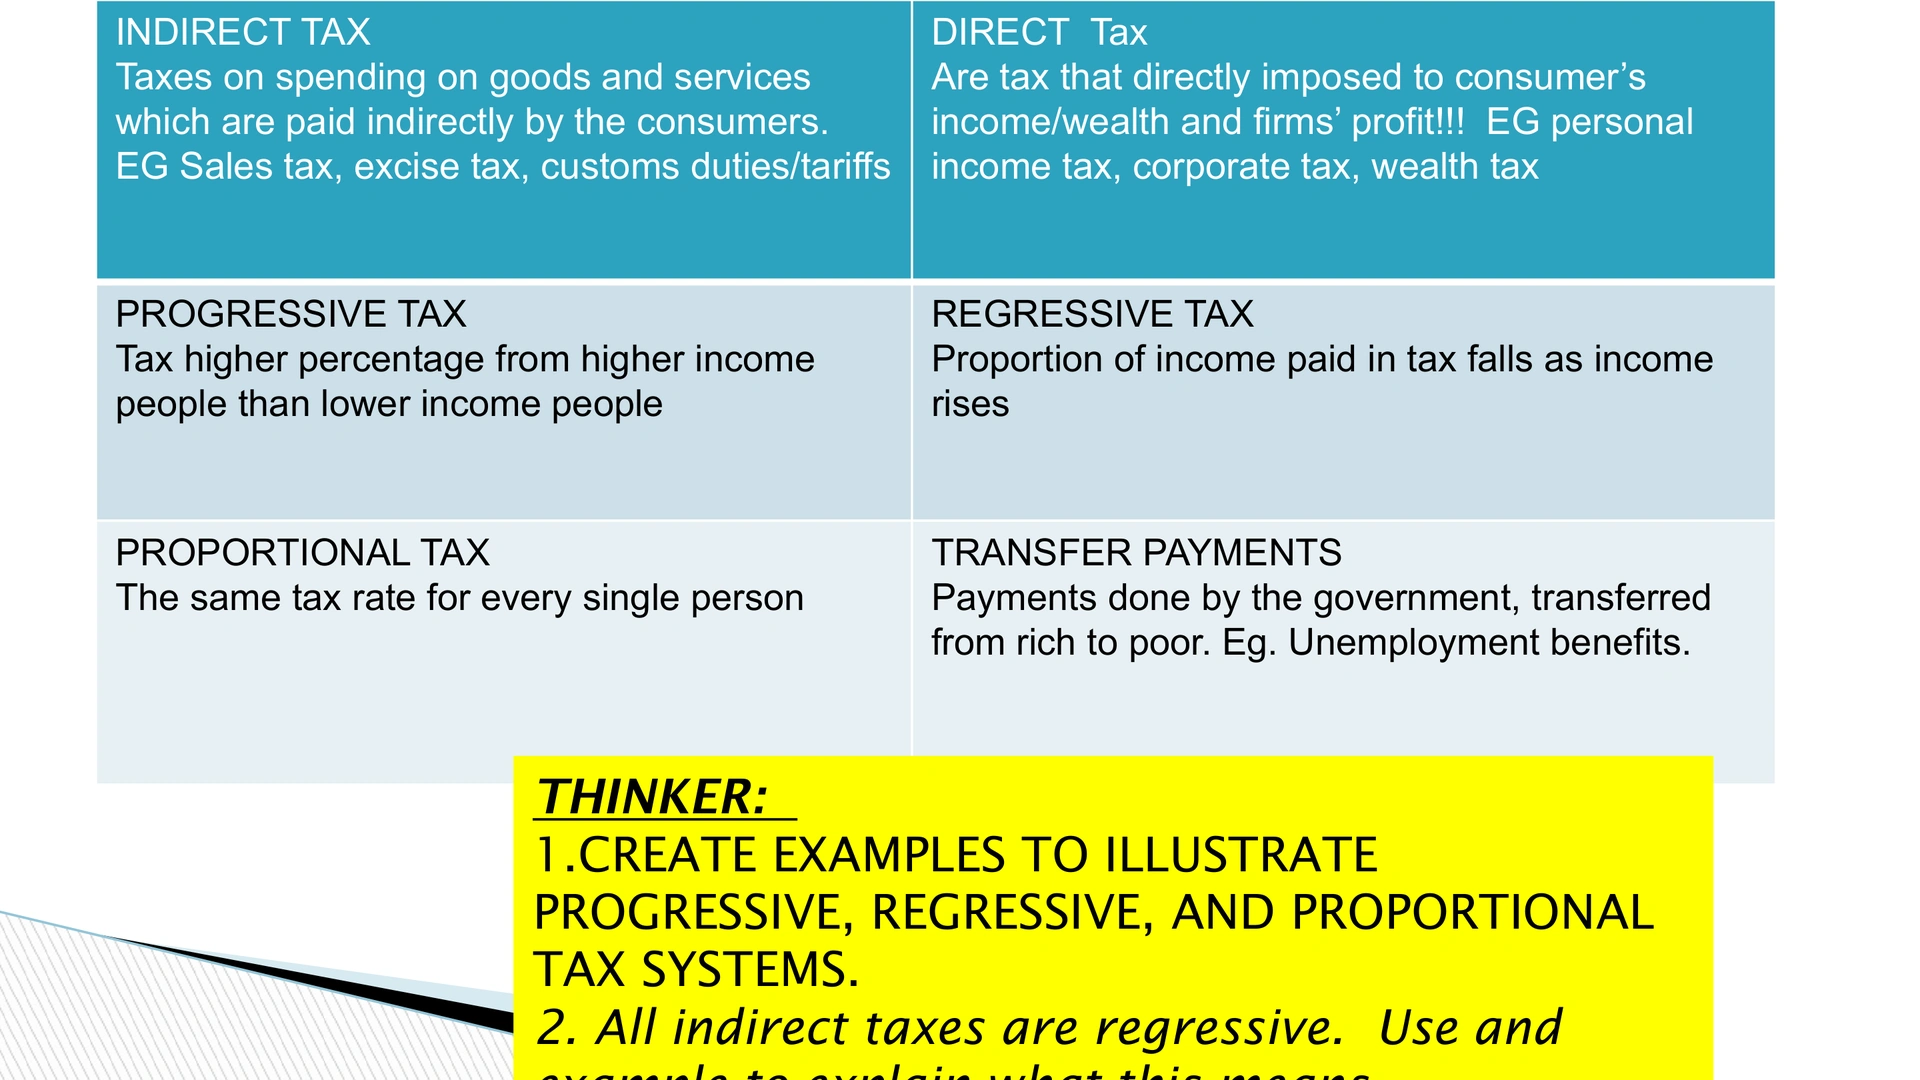 INDIRECT TAX
Taxes on spending on goods and services
which are paid indirectly by the consumers.
EG Sales tax, excise tax, customs duties/tariffs
DIRECT  Tax
Are tax that directly imposed to consumer’s
income/wealth and firms’ profit!!!  EG personal
income tax, corporate tax, wealth tax
PROGRESSIVE TAX
Tax higher percentage from higher income
people than lower income people
REGRESSIVE TAX
Proportion of income paid in tax falls as income
rises
PROPORTIONAL TAX
The same tax rate for every single person
TRANSFER PAYMENTS
Payments done by the government, transferred
from rich to poor. Eg. Unemployment benefits.
THINKER:
1.CREATE EXAMPLES TO ILLUSTRATE
PROGRESSIVE, REGRESSIVE, AND PROPORTIONAL
TAX SYSTEMS.
2. All indirect taxes are regressive.  Use and
example to explain what this means